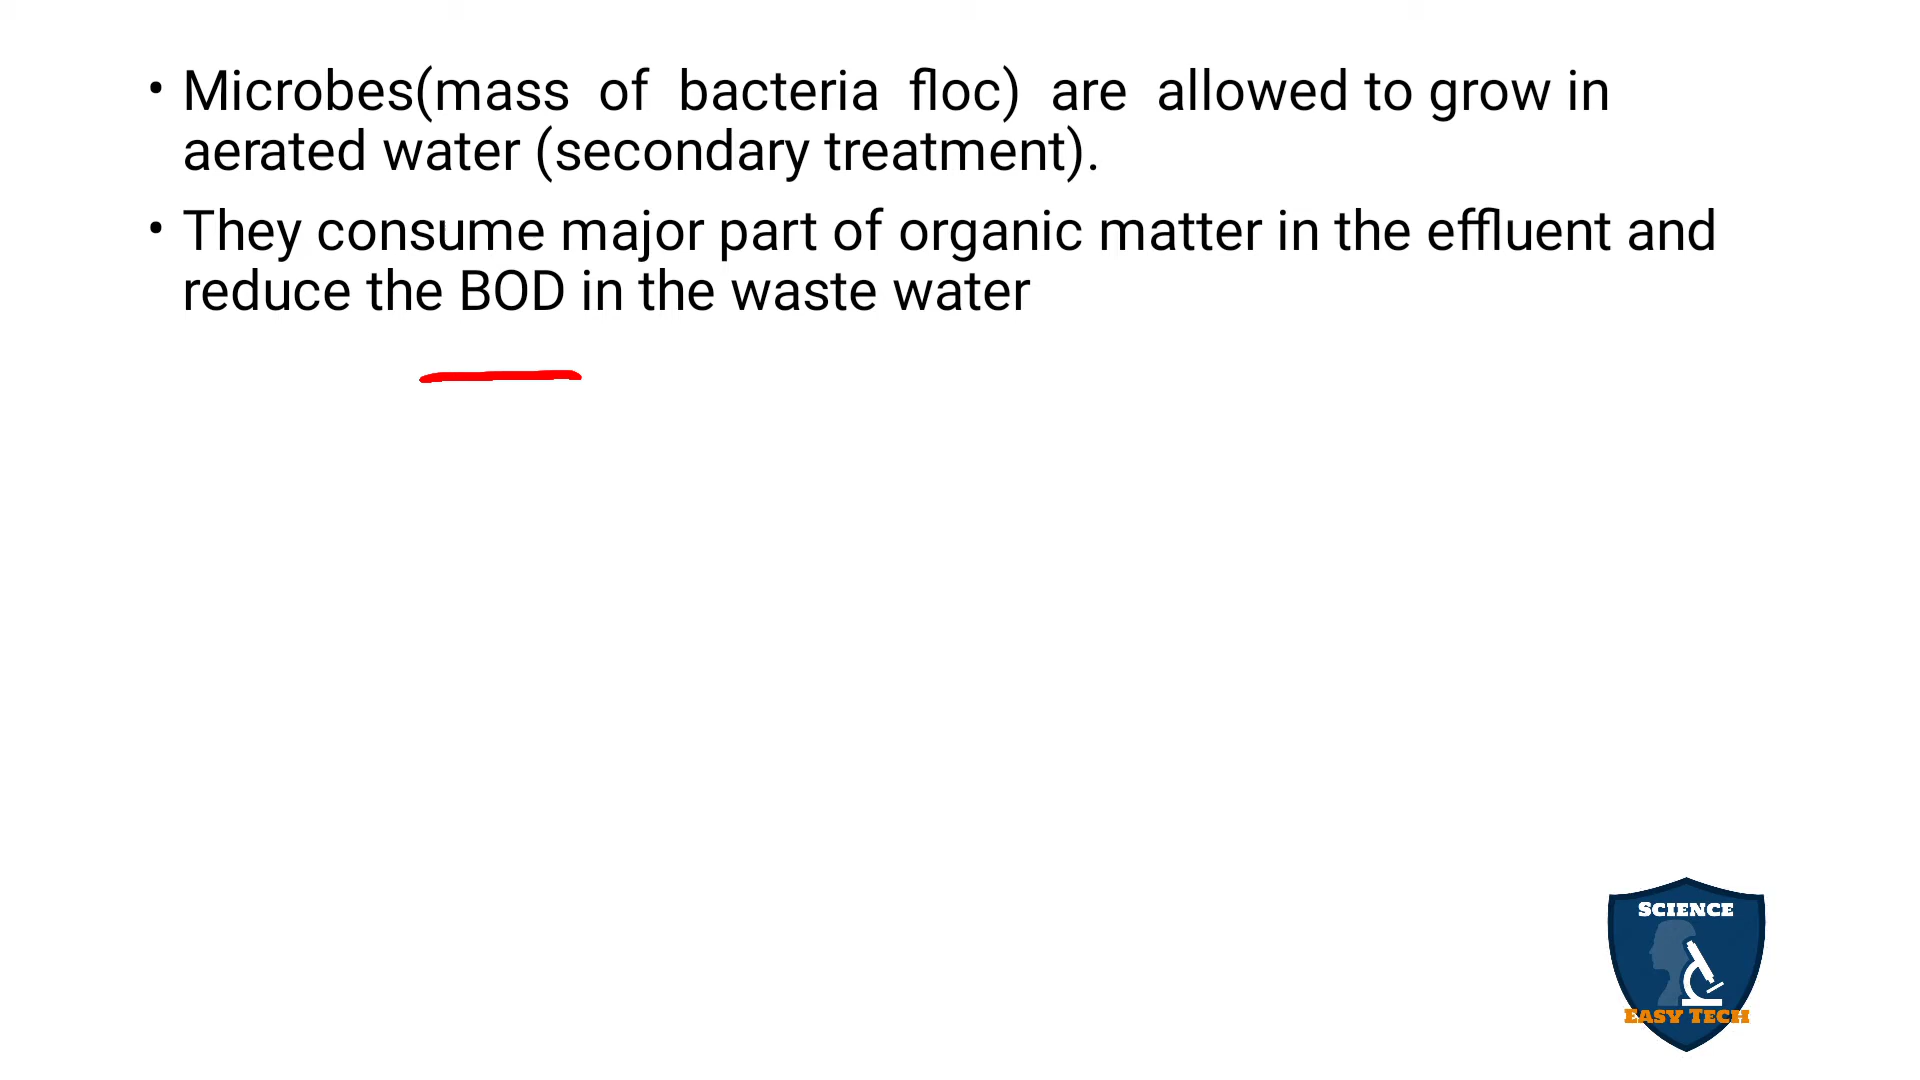 • Microbes(mass of bacteria floc) are allowed to grow in
aerated water (secondary treatment).
• They consume major part of organic matter in the effluent and
reduce the BOD in the waste water
SCIENCE
EASY TECH